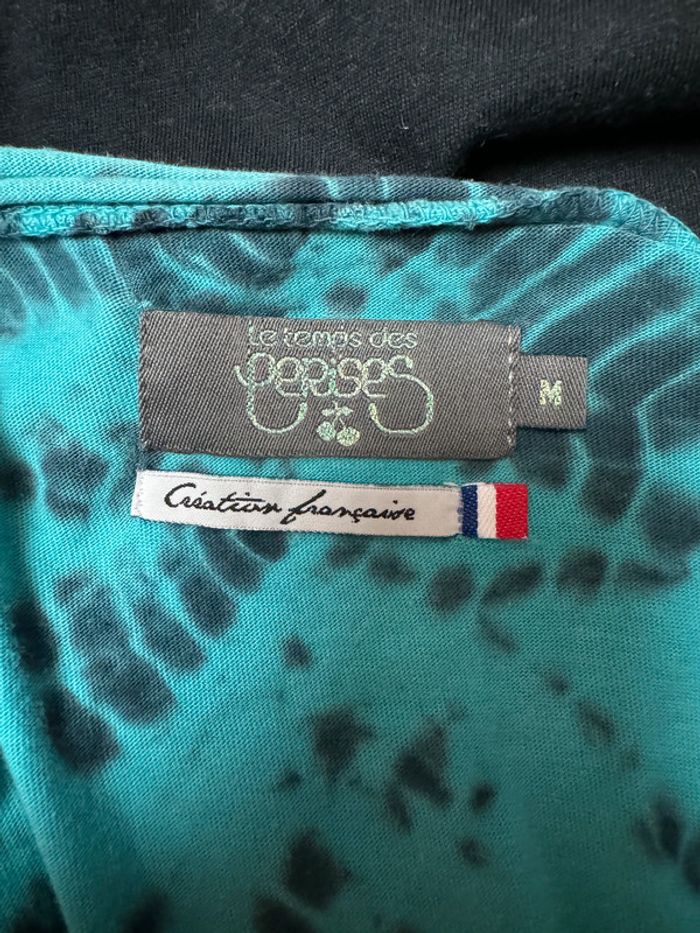 Le temps des
cerises
M
Création française